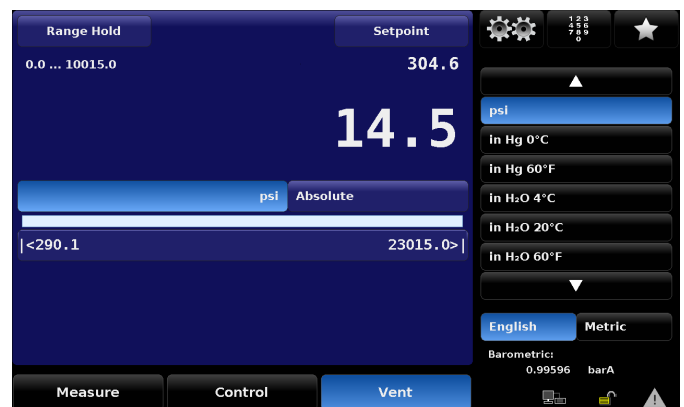 Range Hold
Setpoint
0.0 ... 10015.0
304.6
14.5
psi
Absolute
|<290.1
23015.0>|
Measure
Control
Vent
1 2 3
4 5 6
7 8 9
0
psi
in Hg 0°C
in Hg 60°F
in H₂O 4°C
in H₂O 20°C
in H₂O 60°F
English
Metric
Barometric:
0.99596 barA